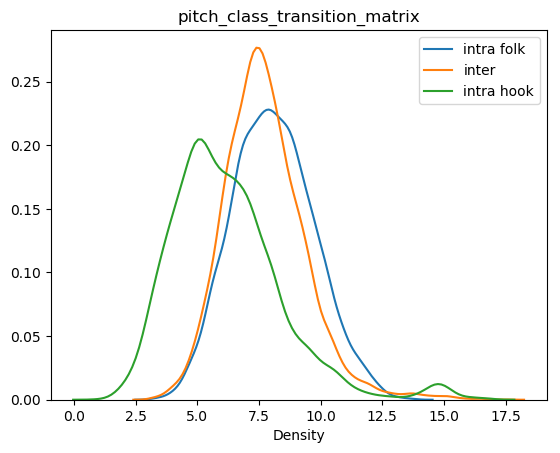 pitch_class_transition_matrix
intra folk
inter
intra hook
0.25
0.20
0.15
0.10
0.05
0.00
0.0 2.5 5.0 7.5 10.0 12.5 15.0 17.5
Density